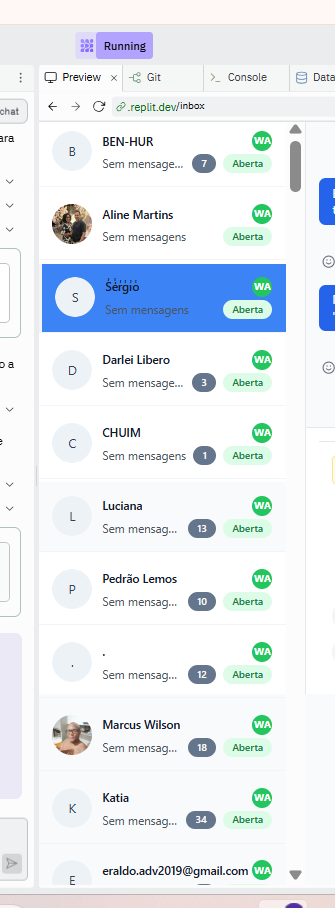 Running
Preview
Git
Console
Data
chat
.replit.dev/inbox
ara
B
BEN-HUR
WA
Sem mensage...
7
Aberta
Aline Martins
WA
Sem mensagens
Aberta
S
Sérgio
WA
Sem mensagens
Aberta
o a
D
Darlei Libero
WA
Sem mensage...
3
Aberta
C
CHUIM
WA
Sem mensagens
1
Aberta
e
L
Luciana
WA
Sem mensag...
13
Aberta
P
Pedrão Lemos
WA
Sem mensag...
10
Aberta
.
.
WA
Sem mensag...
12
Aberta
Marcus Wilson
WA
Sem mensag...
18
Aberta
K
Katia
WA
Sem mensag...
34
Aberta
E
eraldo.adv2019@gmail.com
WA